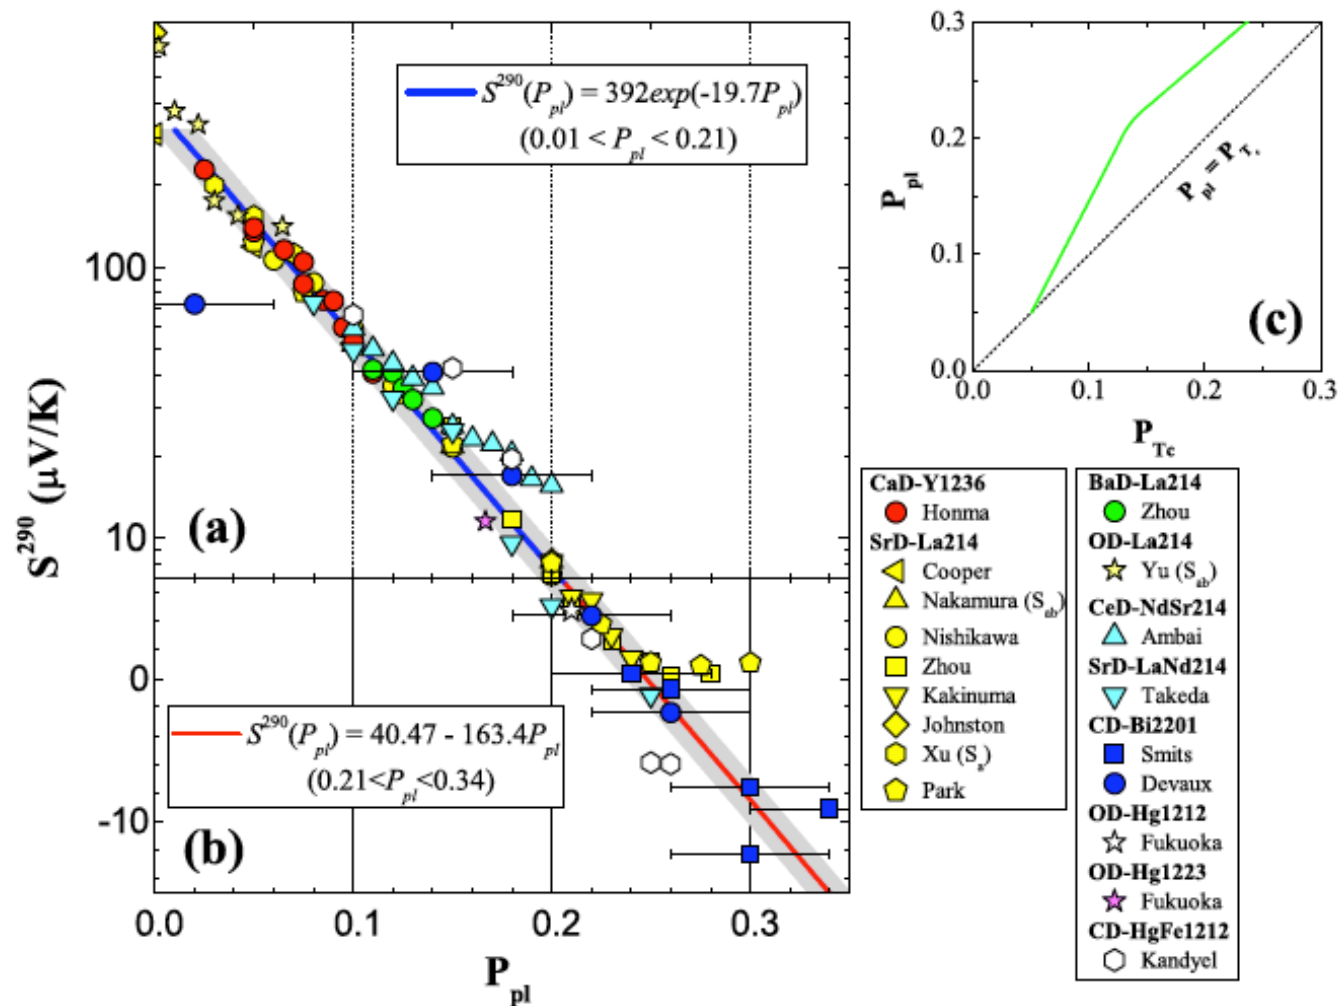 S^290(P_pl) = 392exp(-19.7P_pl)
(0.01 < P_pl < 0.21)
100
10
(a)
S^290 (μV/K)
S^290(P_pl) = 40.47 - 163.4P_pl
(0.21<P_pl<0.34)
0
-10
(b)
0.0 0.1 0.2 0.3
P_pl
0.3
0.2
0.1
0.0
P_pl
P_pl = P_Tc
(c)
0.0 0.1 0.2 0.3
P_Tc
CaD-Y1236
Honma
SrD-La214
Cooper
Nakamura (S_ab)
Nishikawa
Zhou
Kakinuma
Johnston
Xu (S_a)
Park
BaD-La214
Zhou
OD-La214
Yu (S_ab)
CeD-NdSr214
Ambai
SrD-LaNd214
Takeda
CD-Bi2201
Smits
Devaux
OD-Hg1212
Fukuoka
OD-Hg1223
Fukuoka
CD-HgFe1212
Kandyel